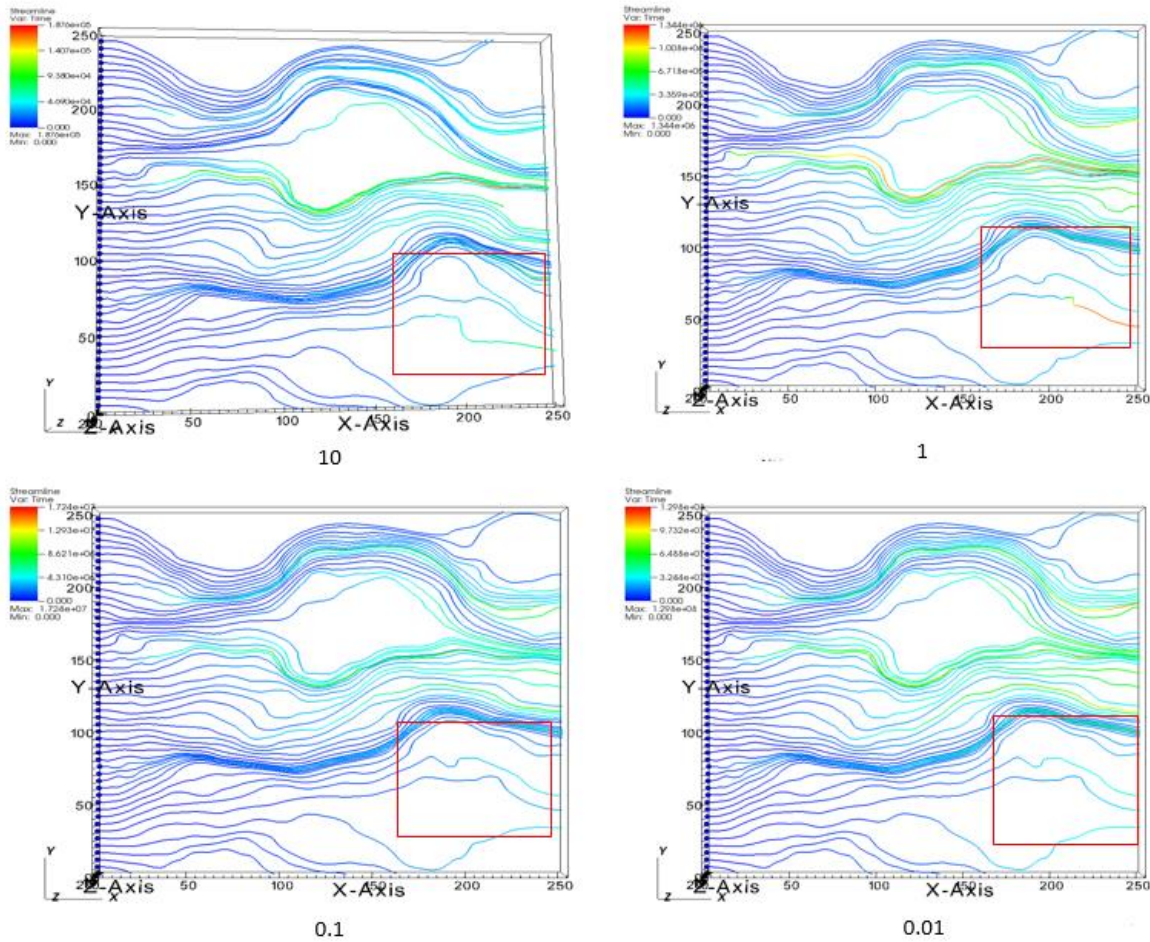 Streamline
Var: Time
1.876e+05
1.407e+05
9.380e+04
4.690e+04
0.000
Max: 1.876e+05
Min: 0.000
250
200
150
Y-Axis
100
50
0
Y
Z
Z-Axis
50
100
150
X-Axis
200
250
10
Streamline
Var: Time
1.344e+06
1.008e+06
6.718e+05
3.359e+05
0.000
Max: 1.344e+06
Min: 0.000
250
200
150
Y-Axis
100
50
Y
Z
X
Z-Axis
50
100
150
X-Axis
200
250
1
Streamline
Var: Time
1.724e+07
1.293e+07
8.621e+06
4.310e+06
0.000
Max: 1.724e+07
Min: 0.000
250
200
150
Y-Axis
100
50
Y
Z
X
Z-Axis
50
100
150
X-Axis
200
250
0.1
Streamline
Var: Time
1.298e+08
9.732e+07
6.488e+07
3.244e+07
0.000
Max: 1.298e+08
Min: 0.000
250
200
150
Y-Axis
100
50
Y
Z
X
Z-Axis
50
100
150
X-Axis
200
250
0.01